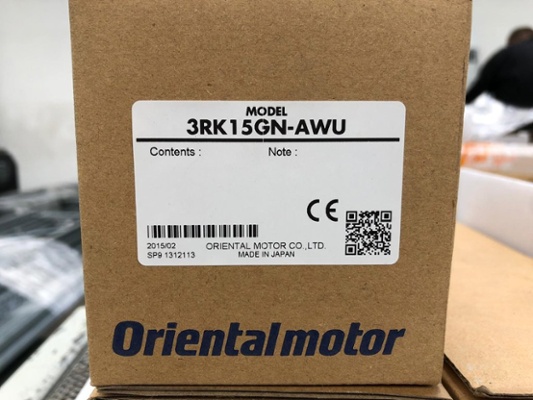 MODEL
3RK15GN-AWU
Contents : Note :
CE
2015/02 ORIENTAL MOTOR CO.,LTD.
SP9 1312113 MADE IN JAPAN
Orientalmotor